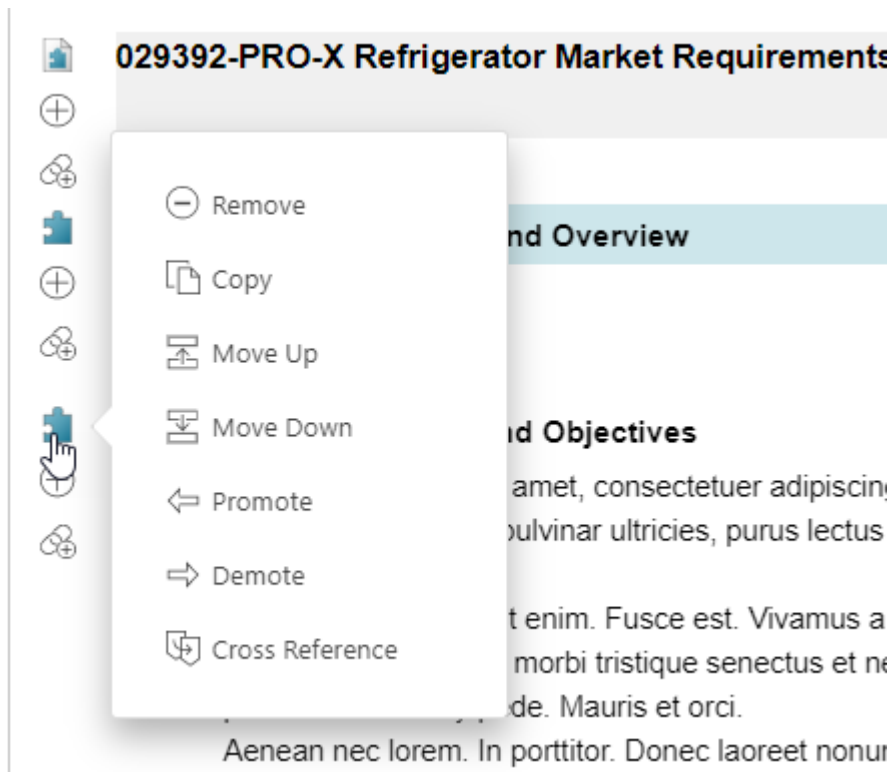 029392-PRO-X Refrigerator Market Requirements
Remove
nd Overview
Copy
Move Up
Move Down
d Objectives
Promote
amet, consectetuer adipiscing
pulvinar ultricies, purus lectus
Demote
t enim. Fusce est. Vivamus a
Cross Reference
morbi tristique senectus et ne
de. Mauris et orci.
Aenean nec lorem. In porttitor. Donec laoreet nonum